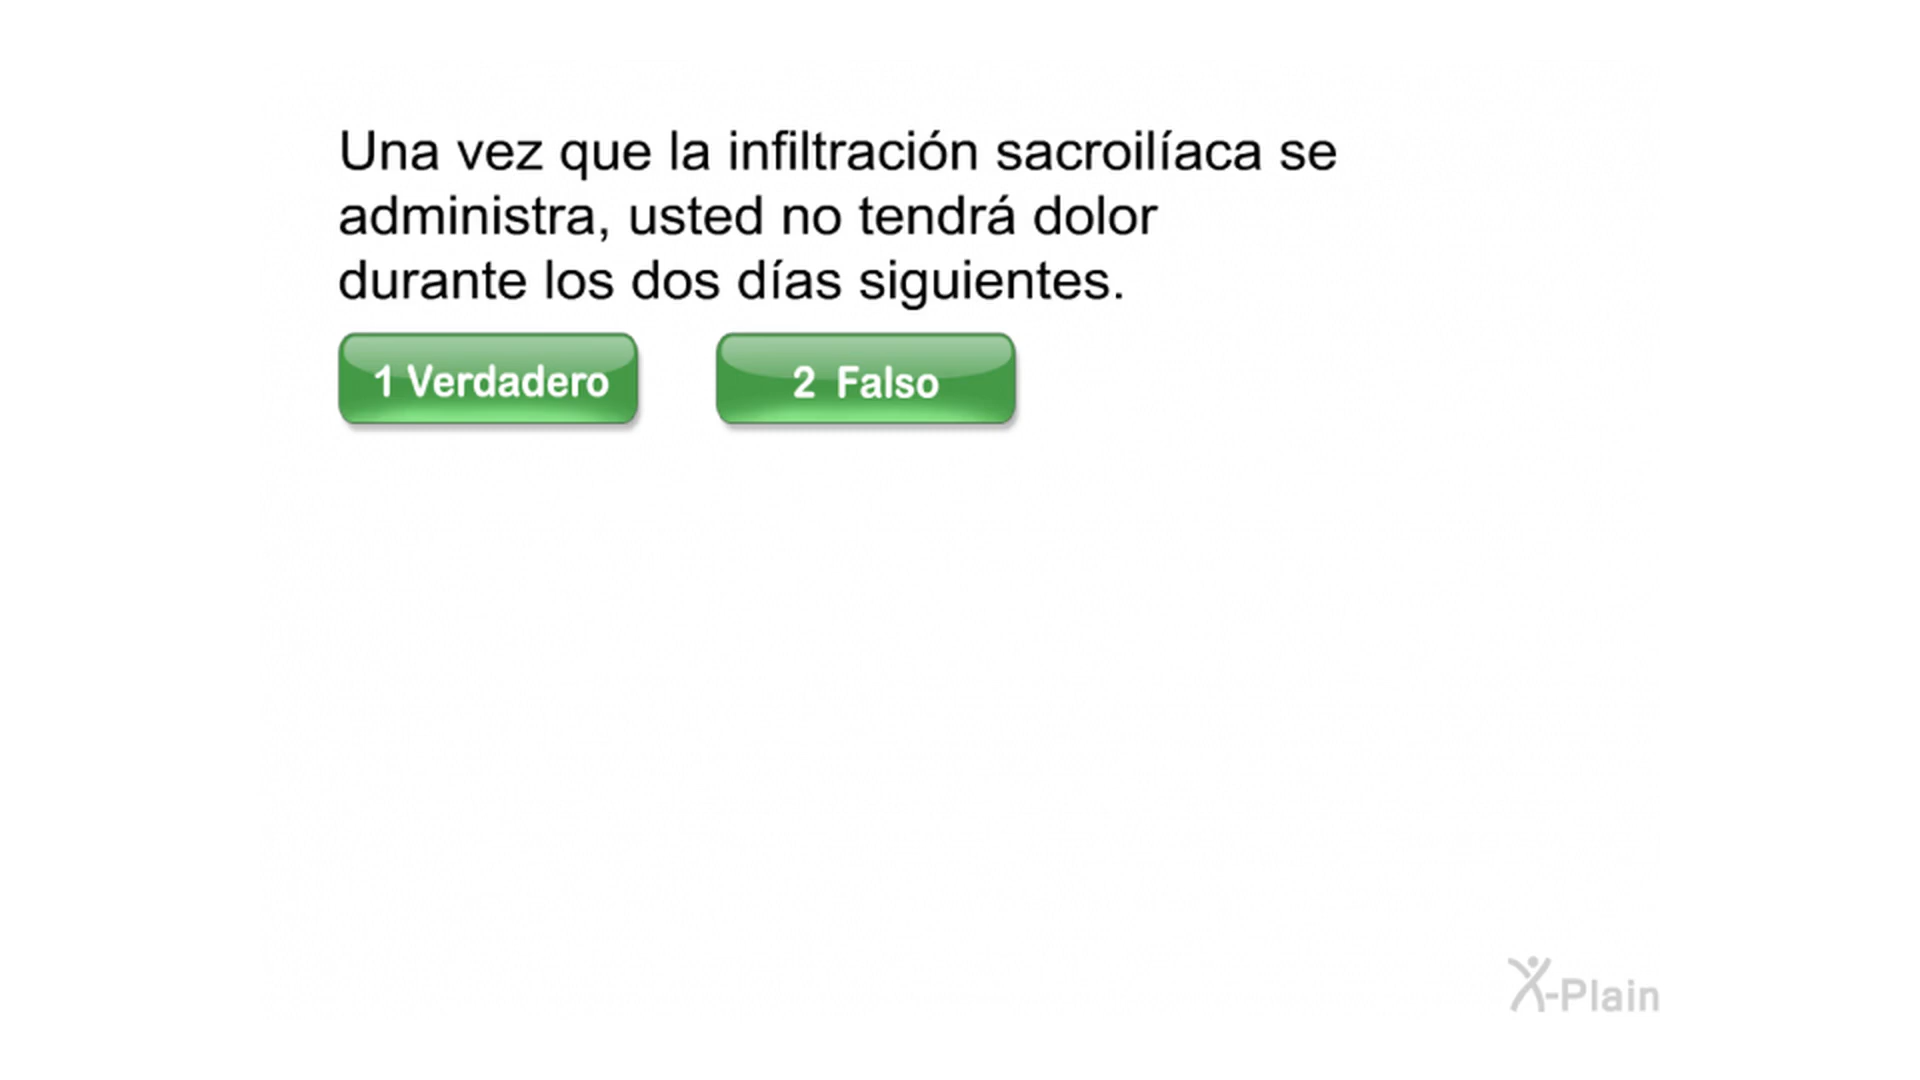 Una vez que la infiltración sacroilíaca se
administra, usted no tendrá dolor
durante los dos días siguientes.
1 Verdadero 2 Falso
X-Plain